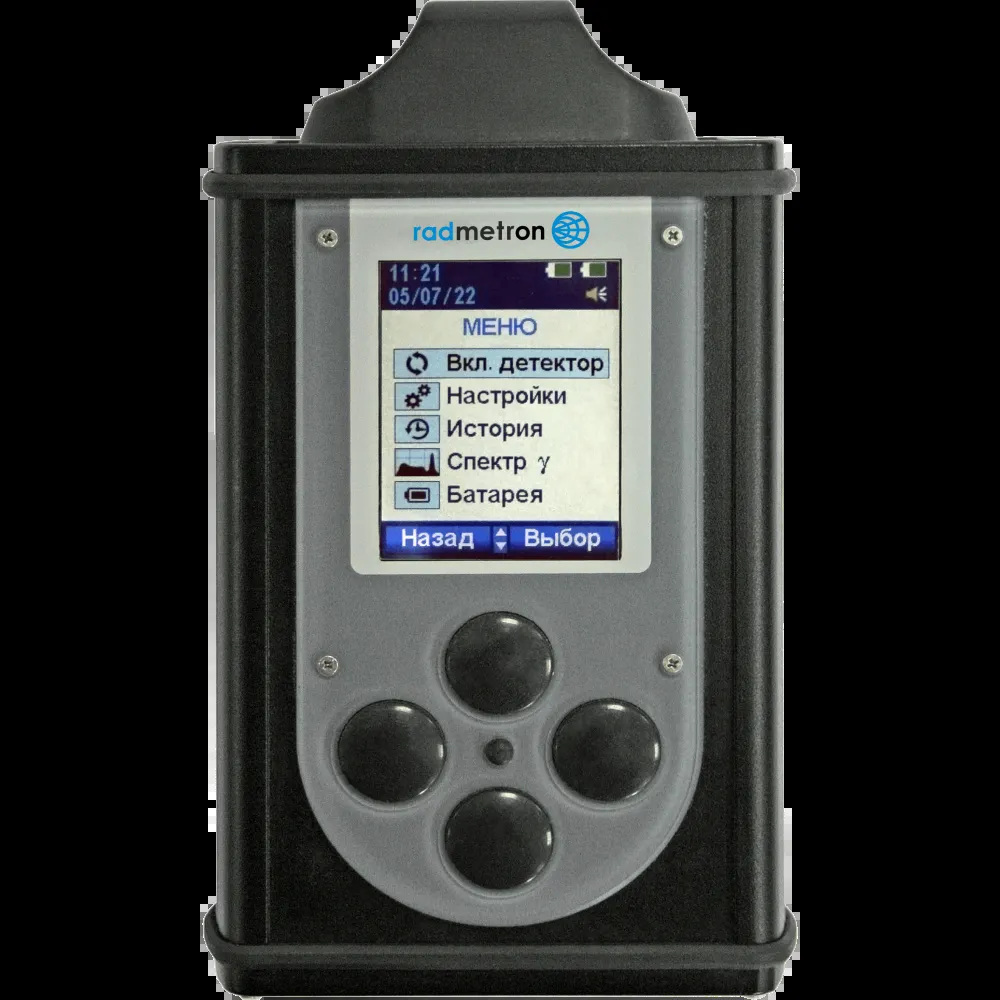 radmetron
11:21
05/07/22
МЕНЮ
Вкл. детектор
Настройки
История
Спектр γ
Батарея
Назад Выбор